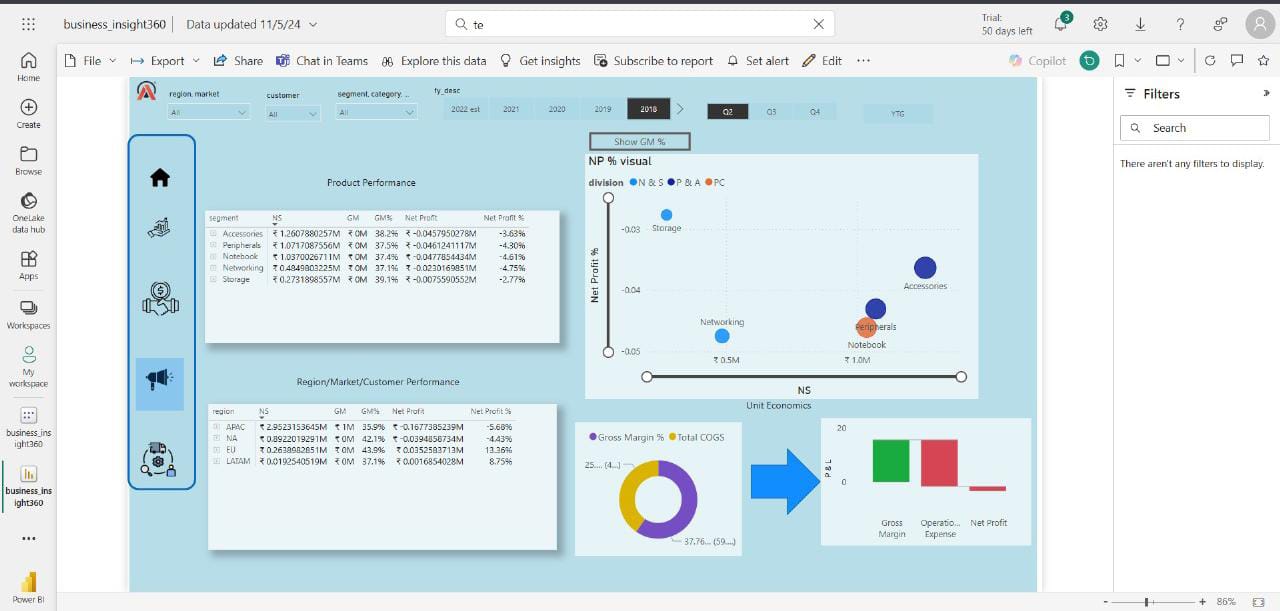 business_insight360 Data updated 11/5/24
te
Trial:
50 days left
3
File Export Share Chat in Teams Explore this data Get insights Subscribe to report Set alert Edit ... Copilot
Home
Create
Browse
OneLake
data hub
Apps
Workspaces
My
workspace
business_ins
ight360
business_ins
ight360
Power BI
region, market
All
customer
All
segment, category, ..
All
fy_desc
2022 est 2021 2020 2019 2018
Q2 Q3 Q4
YTG
Show GM %
Product Performance
segment NS GM GM% Net Profit Net Profit %
Accessories ₹ 1.2607880257M ₹ 0M 38.2% ₹ -0.0457950278M -3.63%
Peripherals ₹ 1.0717087556M ₹ 0M 37.5% ₹ -0.0461241117M -4.30%
Notebook ₹ 1.0370026711M ₹ 0M 37.4% ₹ -0.0477854434M -4.61%
Networking ₹ 0.4849803225M ₹ 0M 37.1% ₹ -0.0230169851M -4.75%
Storage ₹ 0.2731898557M ₹ 0M 39.1% ₹ -0.0075590552M -2.77%
NP % visual
division N & S P & A PC
Net Profit %
-0.03
-0.04
-0.05
Storage
Accessories
Networking
Peripherals
Notebook
₹ 0.5M ₹ 1.0M
NS
Region/Market/Customer Performance
region NS GM GM% Net Profit Net Profit %
APAC ₹ 2.9523153645M ₹ 1M 35.9% ₹ -0.1677385239M -5.68%
NA ₹ 0.8922019291M ₹ 0M 42.1% ₹ -0.0394858734M -4.43%
EU ₹ 0.2638982851M ₹ 0M 43.9% ₹ 0.0352583713M 13.36%
LATAM ₹ 0.0192540519M ₹ 0M 37.1% ₹ 0.0016854028M 8.75%
Unit Economics
Gross Margin % Total COGS
25.... (4...)
37.76... (59....)
P & L
20
0
Gross
Margin
Operatio...
Expense
Net Profit
Filters
Search
There aren't any filters to display.
- + 86%